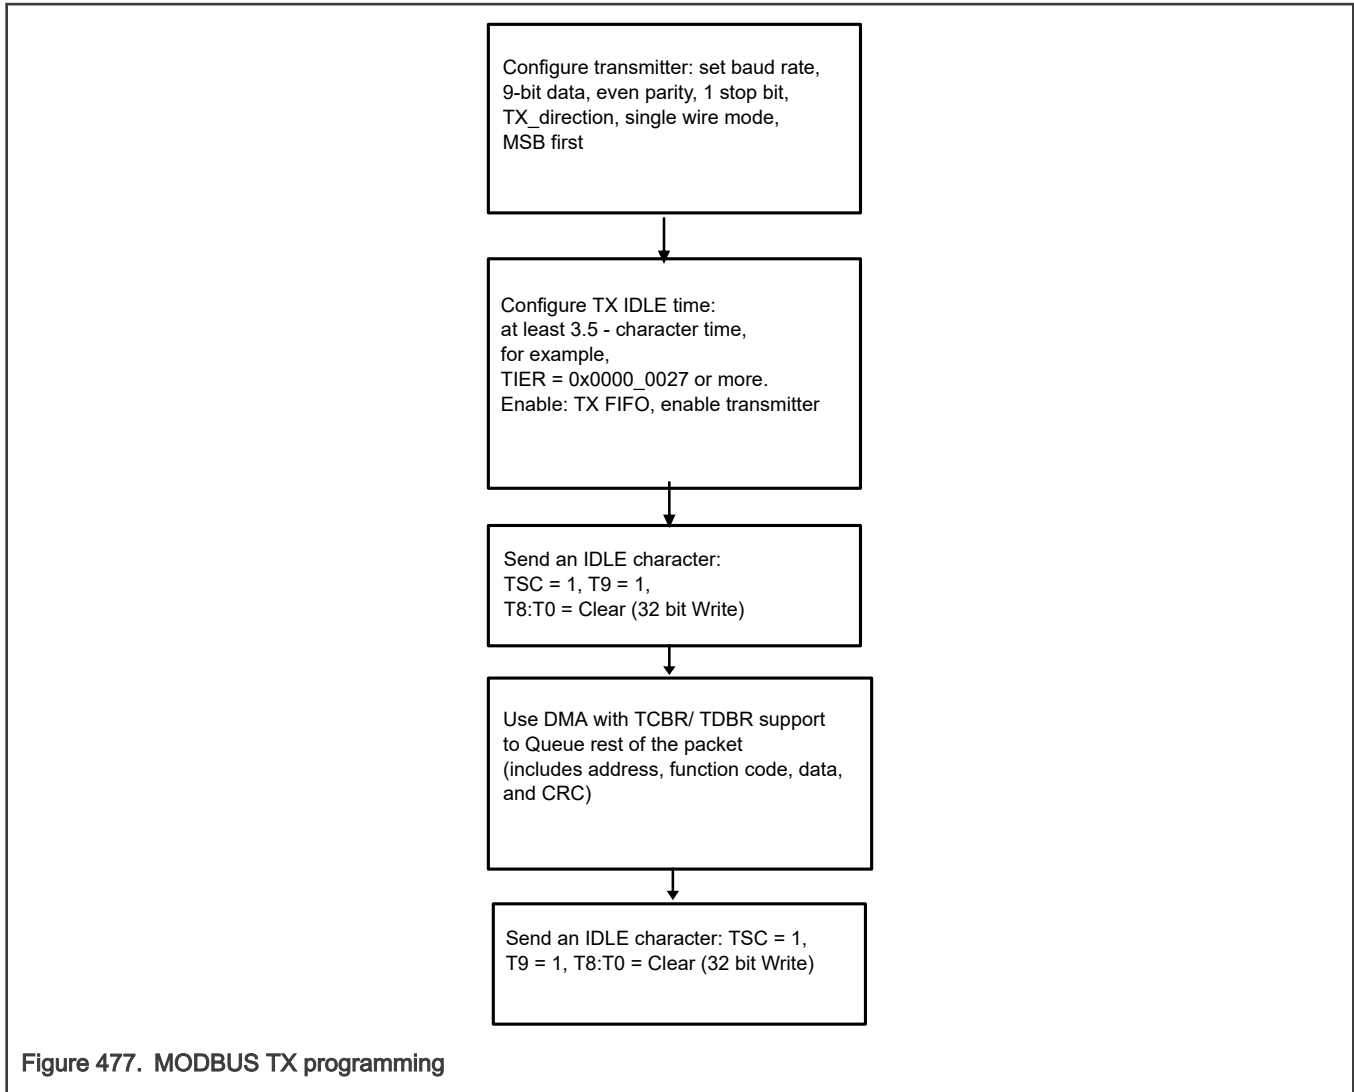 Configure transmitter: set baud rate,
9-bit data, even parity, 1 stop bit,
TX_direction, single wire mode,
MSB first
Configure TX IDLE time:
at least 3.5 - character time,
for example,
TIER = 0x0000_0027 or more.
Enable: TX FIFO, enable transmitter
Send an IDLE character:
TSC = 1, T9 = 1,
T8:T0 = Clear (32 bit Write)
Use DMA with TCBR/ TDBR support
to Queue rest of the packet
(includes address, function code, data,
and CRC)
Send an IDLE character: TSC = 1,
T9 = 1, T8:T0 = Clear (32 bit Write)
Figure 477. MODBUS TX programming